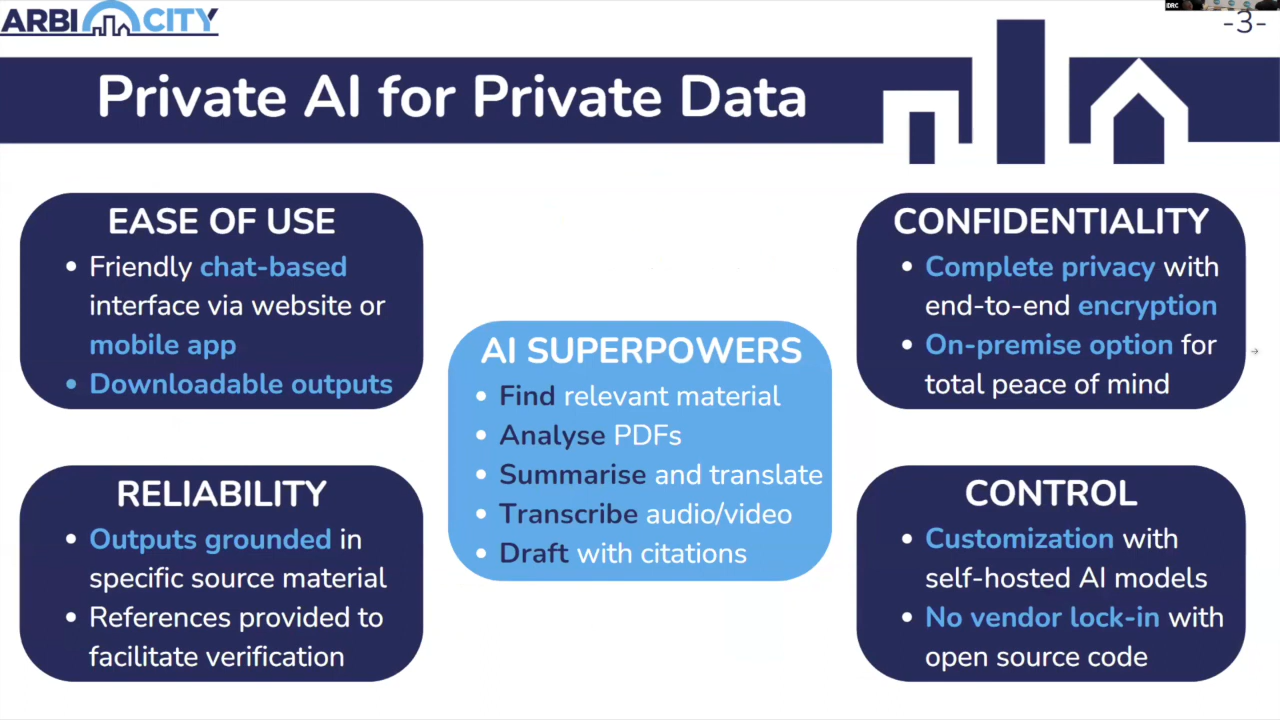 ARBI CITY
IDRC
-3-
Private AI for Private Data
EASE OF USE
• Friendly chat-based
interface via website or
mobile app
• Downloadable outputs
RELIABILITY
• Outputs grounded in
specific source material
• References provided to
facilitate verification
AI SUPERPOWERS
• Find relevant material
• Analyse PDFs
• Summarise and translate
• Transcribe audio/video
• Draft with citations
CONFIDENTIALITY
• Complete privacy with
end-to-end encryption
• On-premise option for
total peace of mind
CONTROL
• Customization with
self-hosted AI models
• No vendor lock-in with
open source code